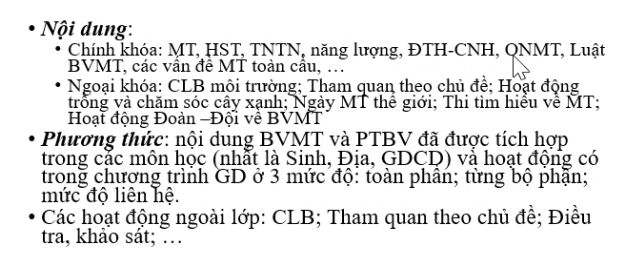 • Nội dung:
• Chính khóa: MT, HST, TNTN, năng lượng, ĐTH-CNH, ONMT, Luật
BVMT, các vấn đề MT toàn cầu, …
• Ngoại khóa: CLB môi trường; Tham quan theo chủ đề; Hoạt động
trồng và chăm sóc cây xanh; Ngày MT thế giới; Thi tìm hiểu về MT;
Hoạt động Đoàn –Đội về BVMT
• Phương thức: nội dung BVMT và PTBV đã được tích hợp
trong các môn học (nhất là Sinh, Địa, GDCD) và hoạt động có
trong chương trình GD ở 3 mức độ: toàn phần; từng bộ phận;
mức độ liên hệ.
• Các hoạt động ngoài lớp: CLB; Tham quan theo chủ đề; Điều
tra, khảo sát; …